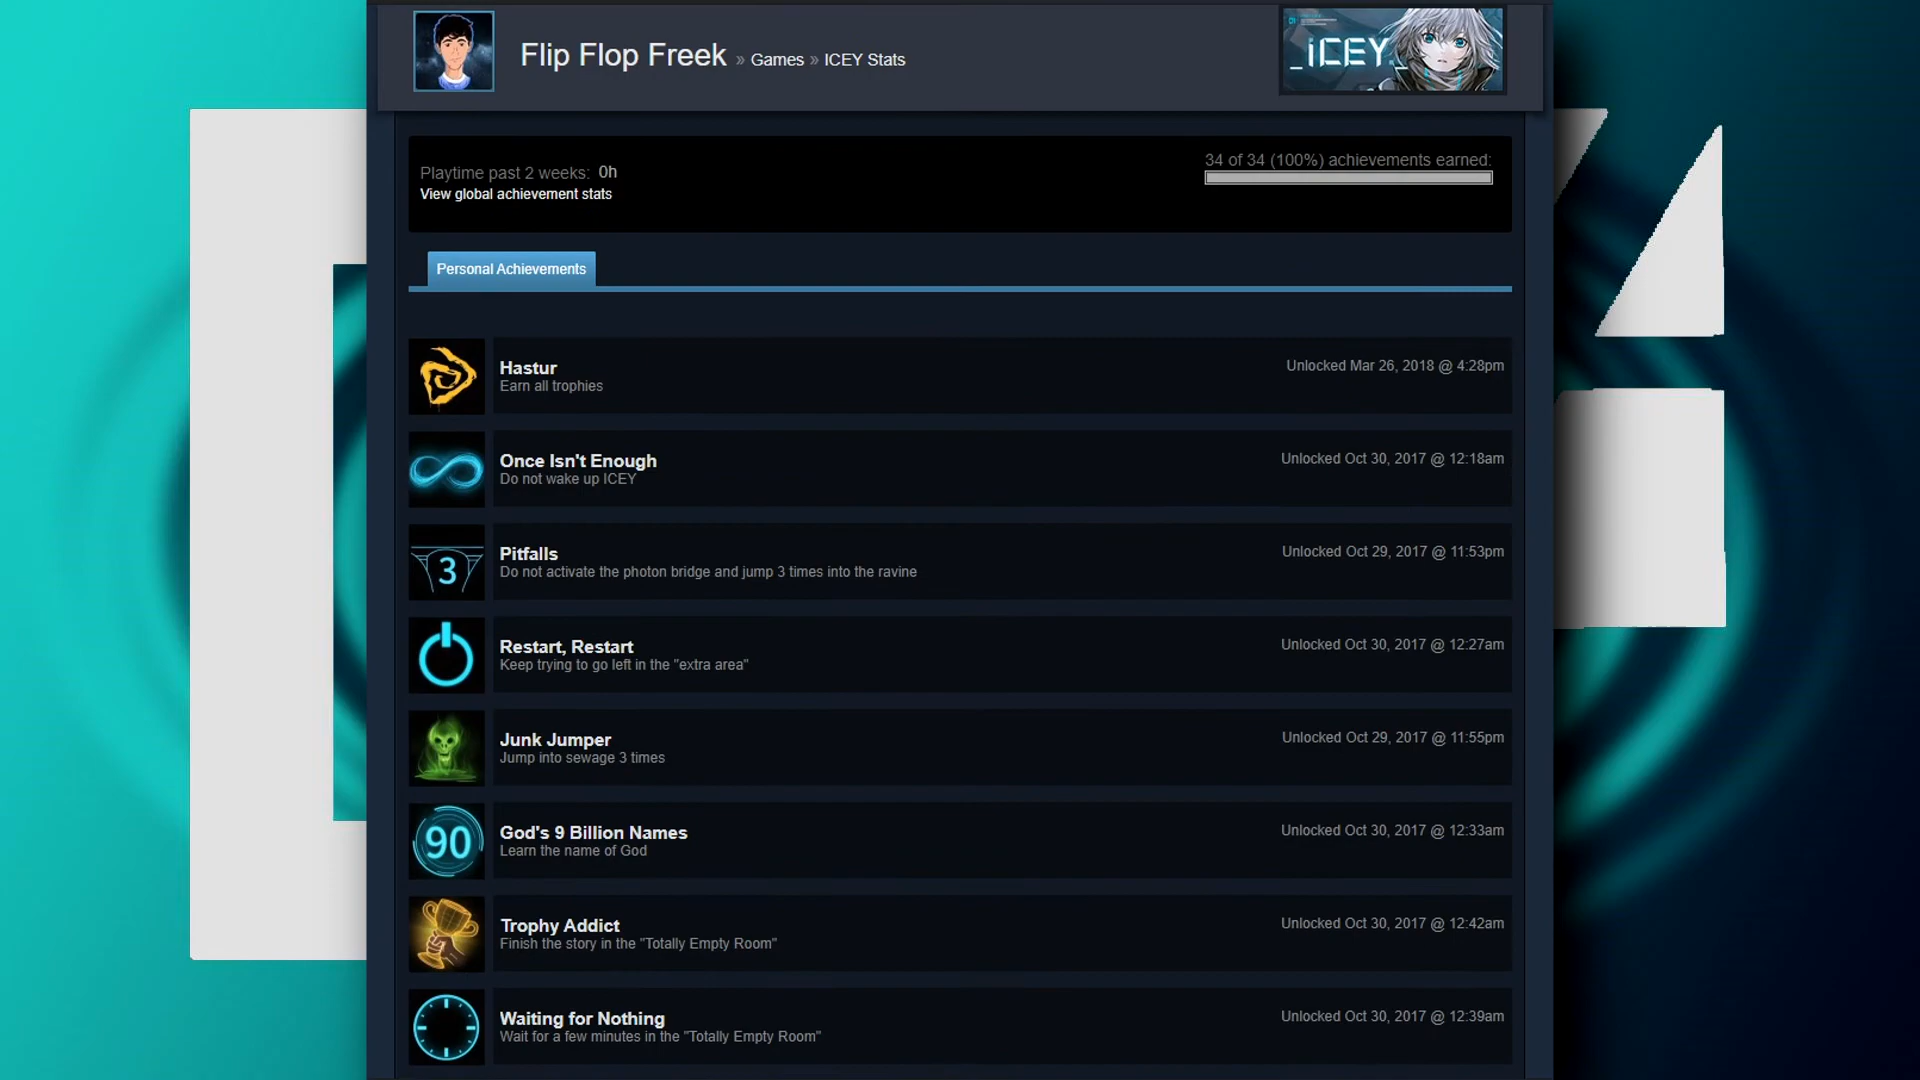 Flip Flop Freek » Games » ICEY Stats
_iCEY_
Playtime past 2 weeks: 0h
View global achievement stats
34 of 34 (100%) achievements earned:
Personal Achievements
Hastur
Earn all trophies
Unlocked Mar 26, 2018 @ 4:28pm
Once Isn't Enough
Do not wake up ICEY
Unlocked Oct 30, 2017 @ 12:18am
3
Pitfalls
Do not activate the photon bridge and jump 3 times into the ravine
Unlocked Oct 29, 2017 @ 11:53pm
Restart, Restart
Keep trying to go left in the "extra area"
Unlocked Oct 30, 2017 @ 12:27am
Junk Jumper
Jump into sewage 3 times
Unlocked Oct 29, 2017 @ 11:55pm
90
God's 9 Billion Names
Learn the name of God
Unlocked Oct 30, 2017 @ 12:33am
Trophy Addict
Finish the story in the "Totally Empty Room"
Unlocked Oct 30, 2017 @ 12:42am
Waiting for Nothing
Wait for a few minutes in the "Totally Empty Room"
Unlocked Oct 30, 2017 @ 12:39am